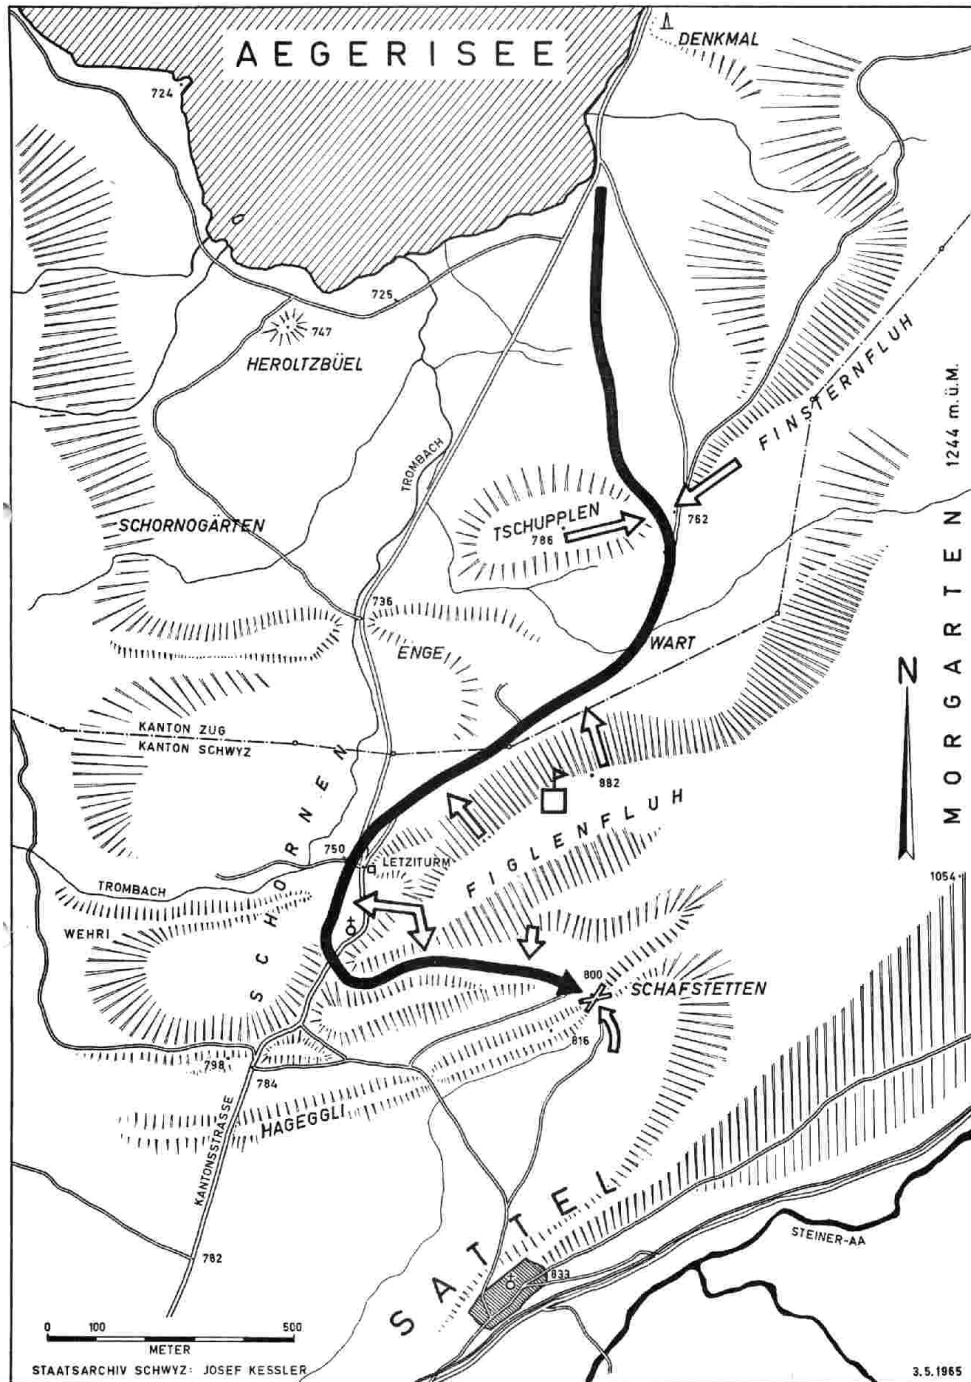 AEGERISEE
DENKMAL
724
725
747
HEROLTZBÜEL
FINSTERNFLUH
1244 m.ü.M.
MORGARTEN
TROMBACH
SCHORNOGÄRTEN
TSCHUPPLEN
786
762
736
ENGE
WART
N
KANTON ZUG
KANTON SCHWYZ
SCHORNEN
882
FIGLENFLUH
750
LETZITURM
TROMBACH
WEHRI
1054
800
SCHAFSTETTEN
816
798
784
HAGEGGLI
KANTONSSTRASSE
SATTEL
STEINER-AA
782
833
0 100 500
METER
STAATSARCHIV SCHWYZ: JOSEF KESSLER
3.5.1965